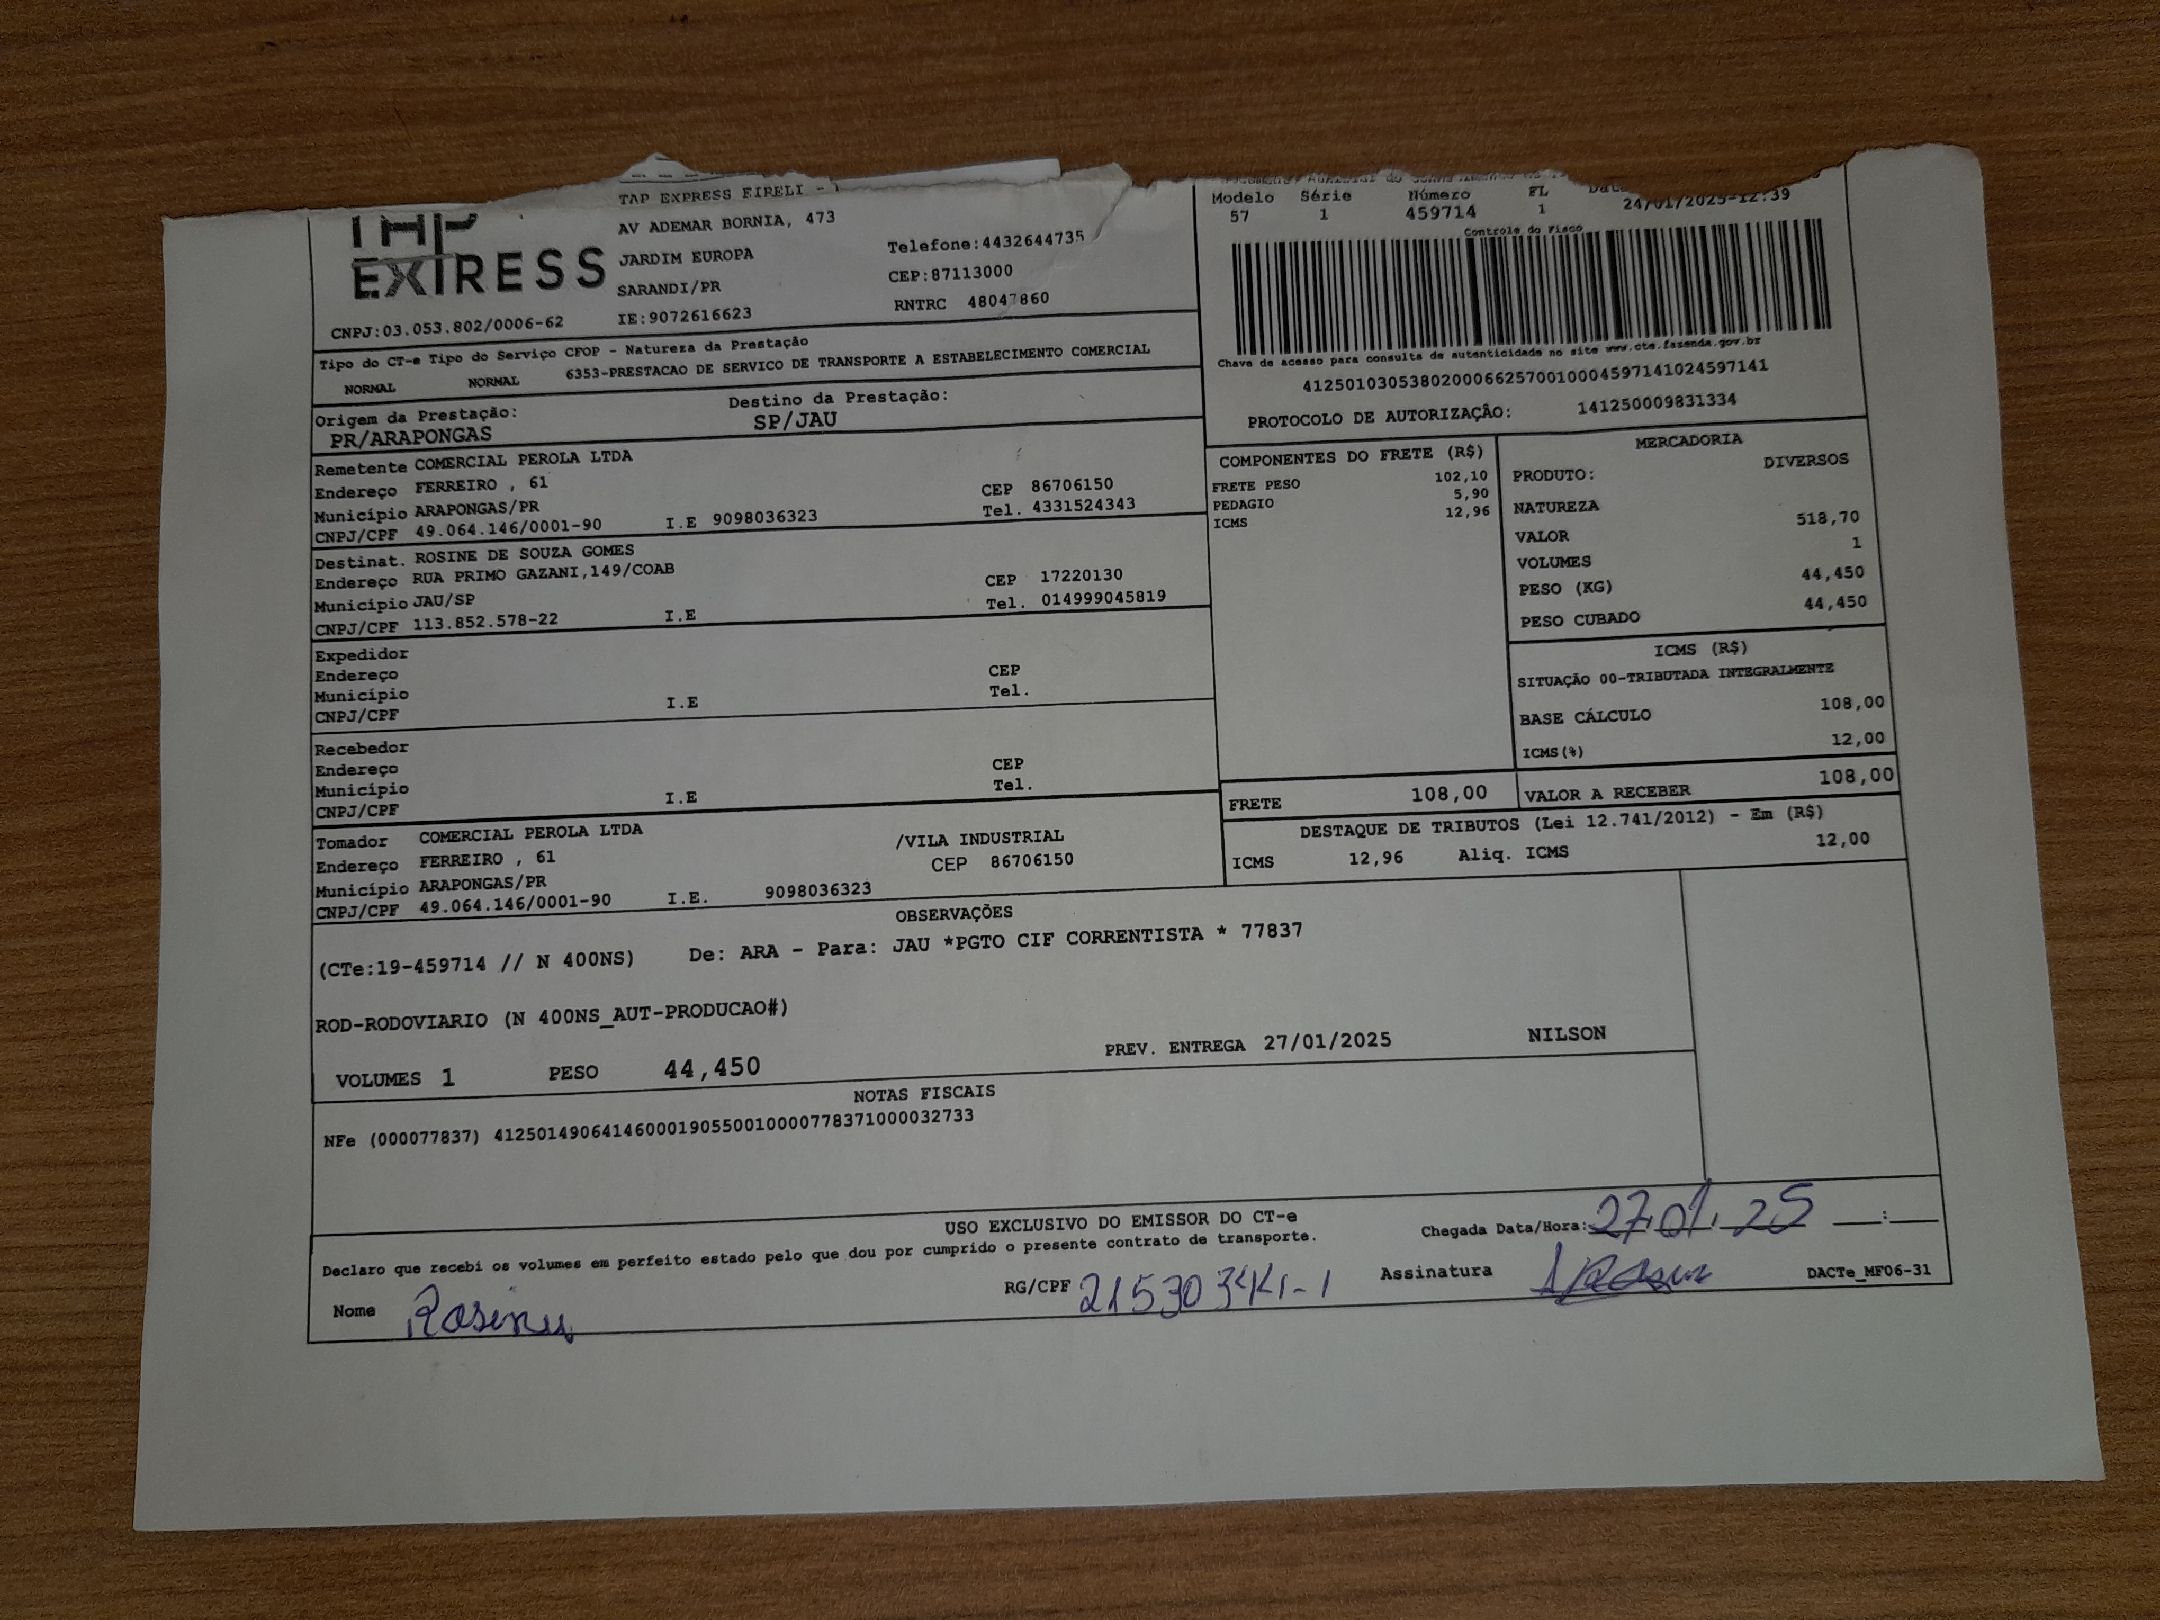 TAP EXPRESS EIRELI -
TAP
EXPRESS
AV ADEMAR BORNIA, 473
JARDIM EUROPA
SARANDI/PR
IE:9072616623
Telefone:4432644735
CEP:87113000
RNTRC 48047860
CNPJ:03.053.802/0006-62
Modelo Série Número FL
57 1 459714 1 24/01/2025-12:39
Controle do Fisco
Chave de acesso para consulta de autenticidade no site www.cte.fazenda.gov.br
41250103053802000662570010004597141024597141
PROTOCOLO DE AUTORIZAÇÃO: 141250009831334
Tipo do CT-e Tipo do Serviço CFOP - Natureza da Prestação
NORMAL NORMAL 6353-PRESTACAO DE SERVICO DE TRANSPORTE A ESTABELECIMENTO COMERCIAL
Origem da Prestação: Destino da Prestação:
PR/ARAPONGAS SP/JAU
Remetente COMERCIAL PEROLA LTDA
Endereço FERREIRO , 61 CEP 86706150
Município ARAPONGAS/PR Tel. 4331524343
CNPJ/CPF 49.064.146/0001-90 I.E 9098036323
Destinat. ROSINE DE SOUZA GOMES
Endereço RUA PRIMO GAZANI,149/COAB CEP 17220130
Município JAU/SP Tel. 014999045819
CNPJ/CPF 113.852.578-22 I.E
Expedidor
Endereço CEP
Município Tel.
CNPJ/CPF I.E
Recebedor
Endereço CEP
Município Tel.
CNPJ/CPF I.E
Tomador COMERCIAL PEROLA LTDA /VILA INDUSTRIAL
Endereço FERREIRO , 61 CEP 86706150
Município ARAPONGAS/PR
CNPJ/CPF 49.064.146/0001-90 I.E. 9098036323
COMPONENTES DO FRETE (R$)
FRETE PESO 102,10
PEDAGIO 5,90
ICMS 12,96
MERCADORIA
PRODUTO: DIVERSOS
NATUREZA
VALOR 518,70
VOLUMES 1
PESO (KG) 44,450
PESO CUBADO 44,450
ICMS (R$)
SITUAÇÃO 00-TRIBUTADA INTEGRALMENTE
BASE CÁLCULO 108,00
ICMS(%) 12,00
FRETE 108,00 VALOR A RECEBER 108,00
DESTAQUE DE TRIBUTOS (Lei 12.741/2012) - Em (R$)
ICMS 12,96 Aliq. ICMS 12,00
OBSERVAÇÕES
(CTe:19-459714 // N 400NS) De: ARA - Para: JAU *PGTO CIF CORRENTISTA * 77837
ROD-RODOVIARIO (N 400NS_AUT-PRODUCAO#)
VOLUMES 1 PESO 44,450 PREV. ENTREGA 27/01/2025 NILSON
NOTAS FISCAIS
NFe (000077837) 41250149064146000190550010000778371000032733
USO EXCLUSIVO DO EMISSOR DO CT-e
Declaro que recebi os volumes em perfeito estado pelo que dou por cumprido o presente contrato de transporte.
Chegada Data/Hora: 27.01.25 __:__
Nome RG/CPF Assinatura DACTe_MF06-31